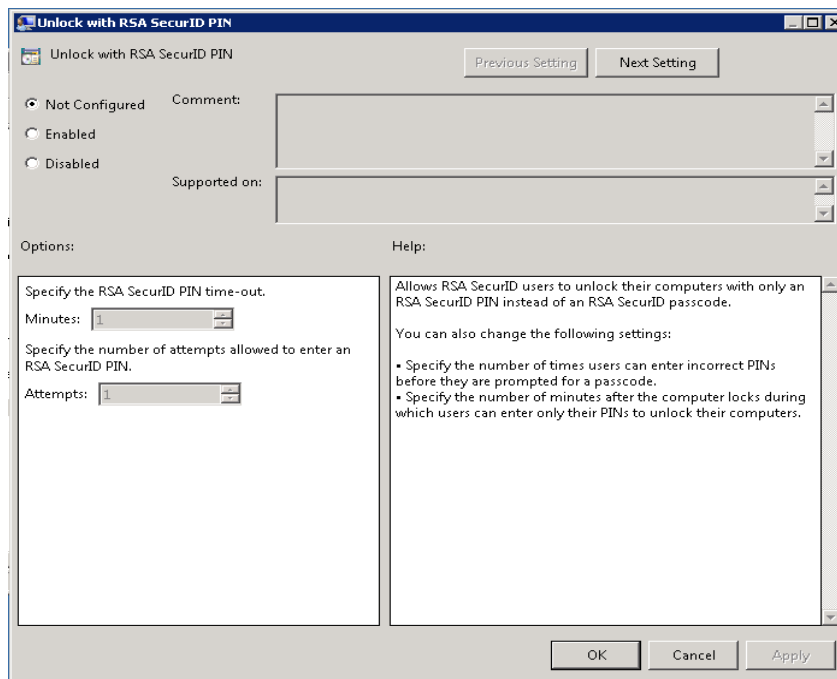 Unlock with RSA SecurID PIN
Unlock with RSA SecurID PIN
Previous Setting
Next Setting
Not Configured
Comment:
Enabled
Disabled
Supported on:
Options:
Help:
Specify the RSA SecurID PIN time-out.
Minutes: 1
Specify the number of attempts allowed to enter an
RSA SecurID PIN.
Attempts: 1
Allows RSA SecurID users to unlock their computers with only an
RSA SecurID PIN instead of an RSA SecurID passcode.
You can also change the following settings:
▪ Specify the number of times users can enter incorrect PINs
before they are prompted for a passcode.
▪ Specify the number of minutes after the computer locks during
which users can enter only their PINs to unlock their computers.
OK
Cancel
Apply